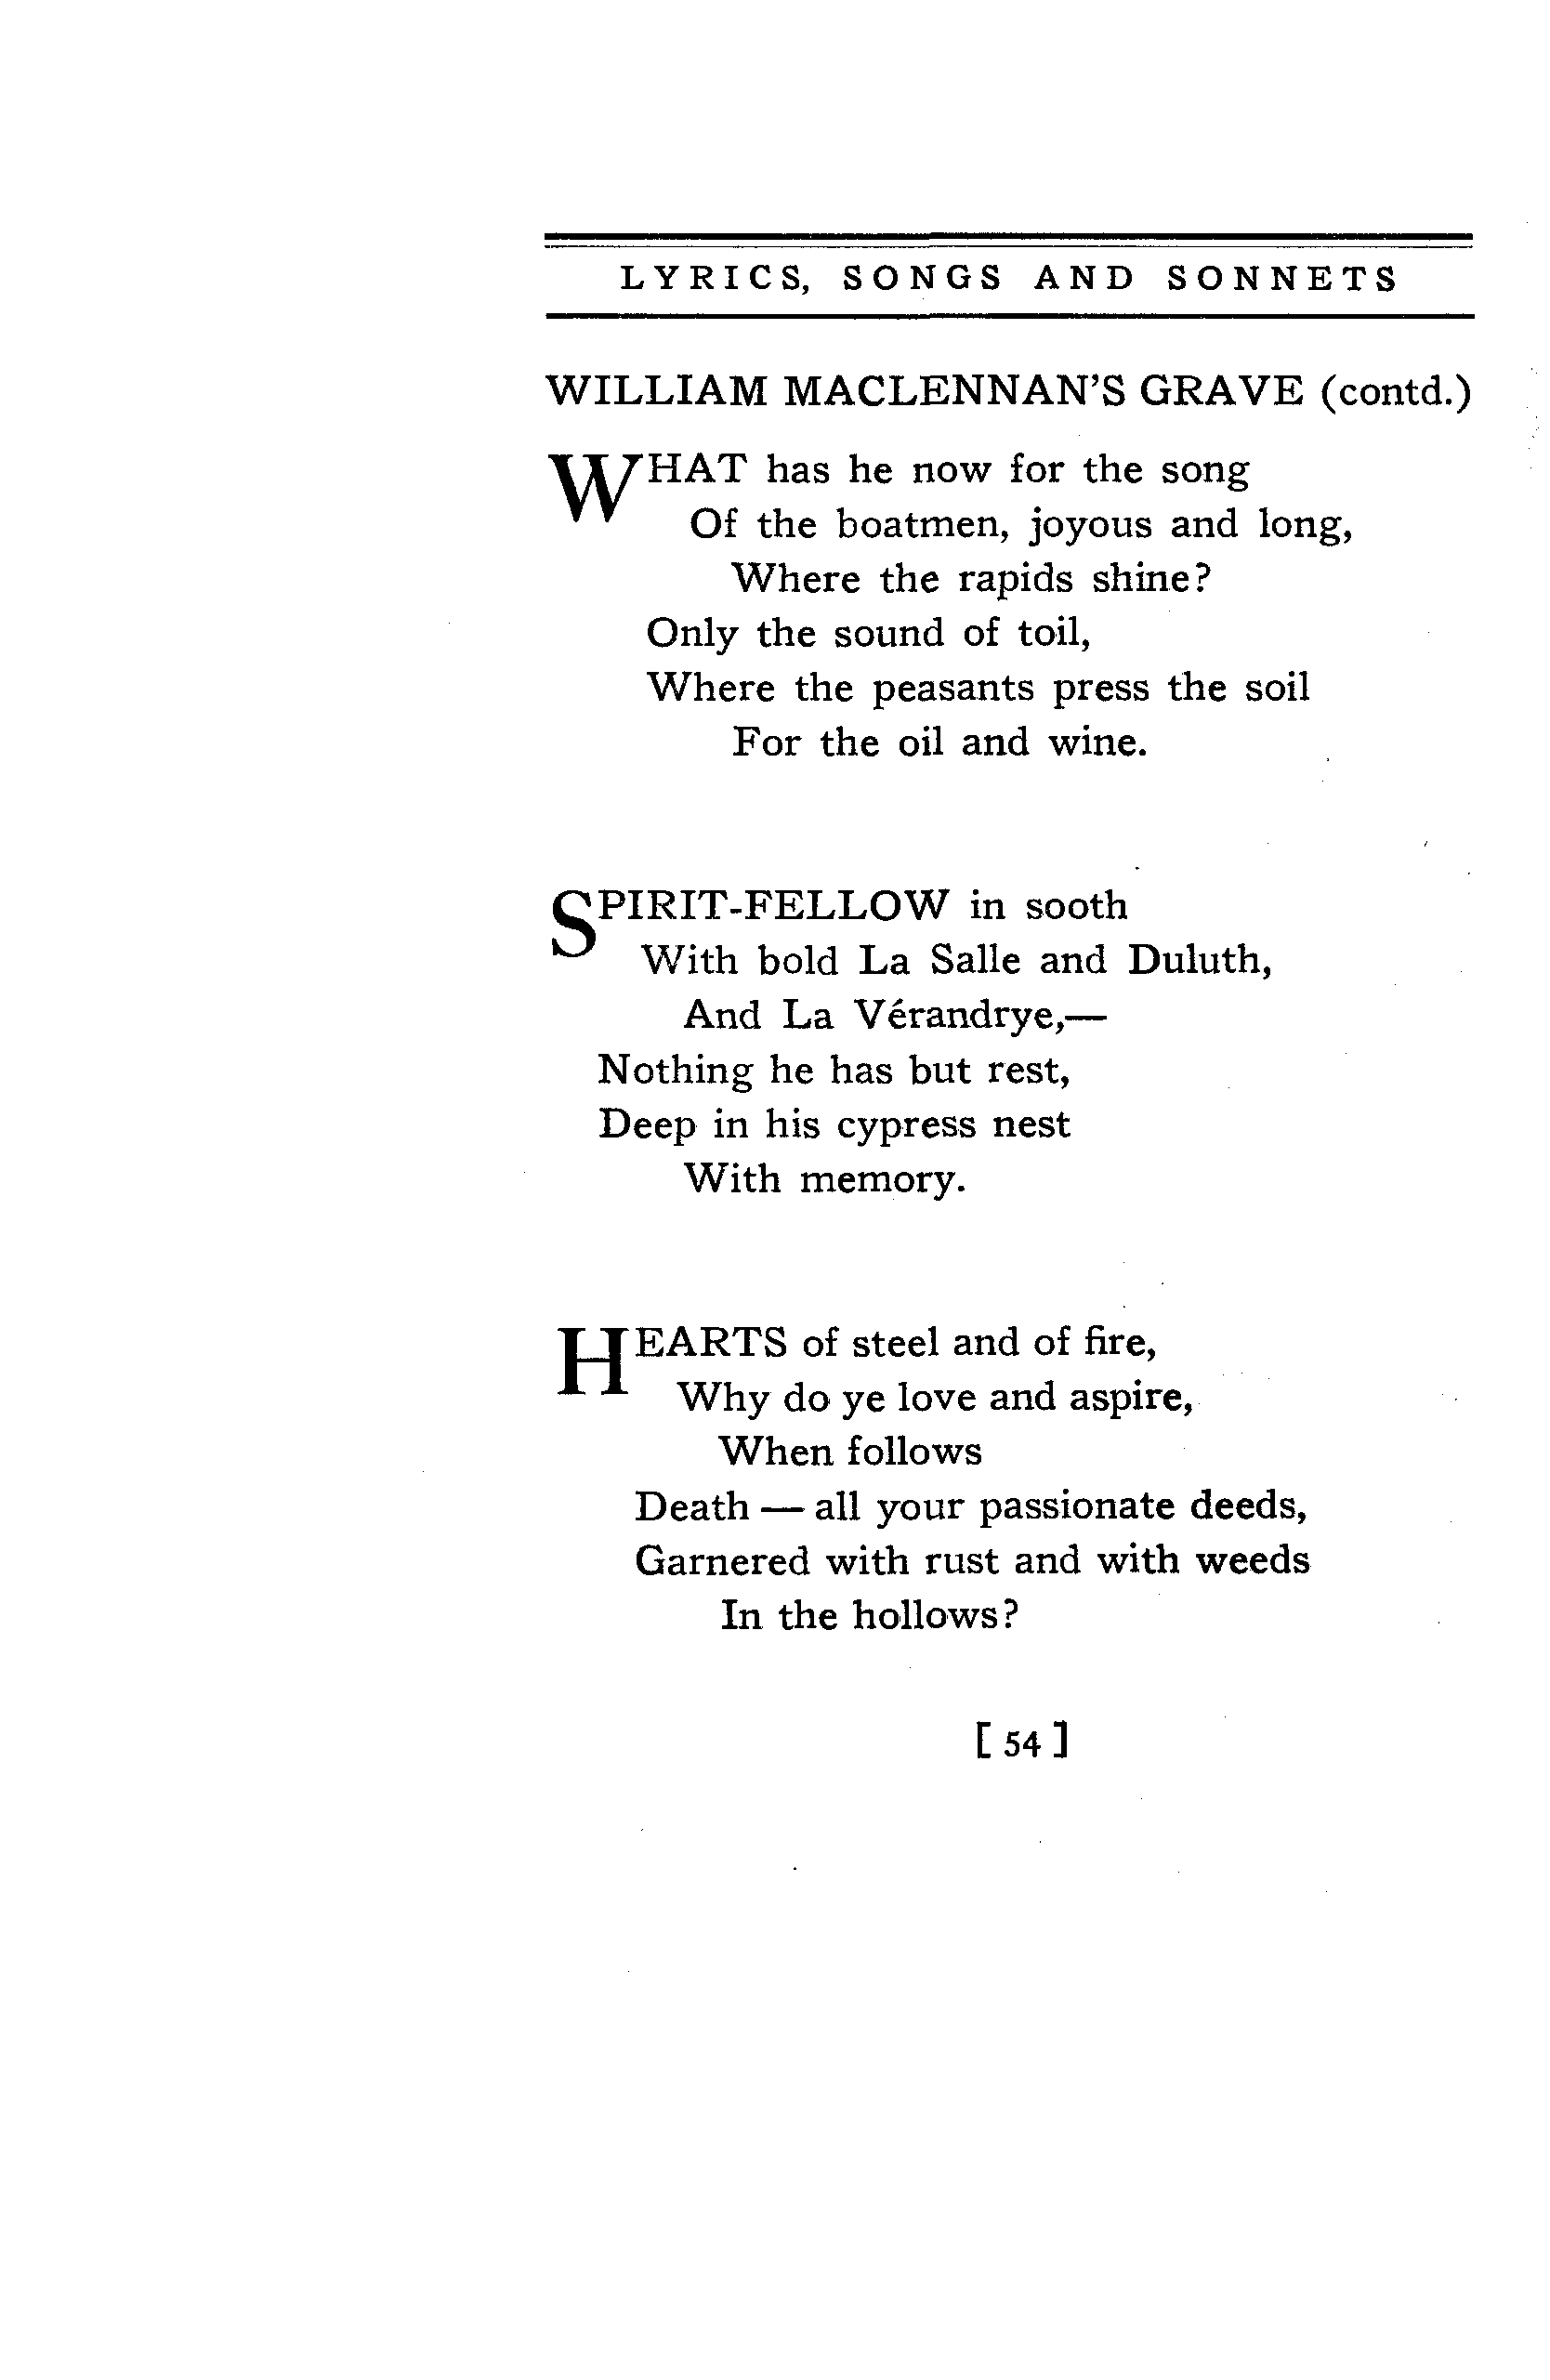 LYRICS, SONGS AND SONNETS
WILLIAM MACLENNAN'S GRAVE (contd.)
WHAT has he now for the song
Of the boatmen, joyous and long,
Where the rapids shine?
Only the sound of toil,
Where the peasants press the soil
For the oil and wine.
SPIRIT-FELLOW in sooth
With bold La Salle and Duluth,
And La Vérandrye,—
Nothing he has but rest,
Deep in his cypress nest
With memory.
HEARTS of steel and of fire,
Why do ye love and aspire,
When follows
Death — all your passionate deeds,
Garnered with rust and with weeds
In the hollows?
[ 54 ]